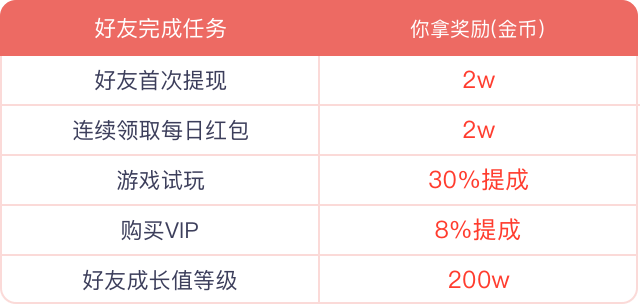 好友完成任务 你拿奖励(金币)
好友首次提现 2w
连续领取每日红包 2w
游戏试玩 30%提成
购买VIP 8%提成
好友成长值等级 200w